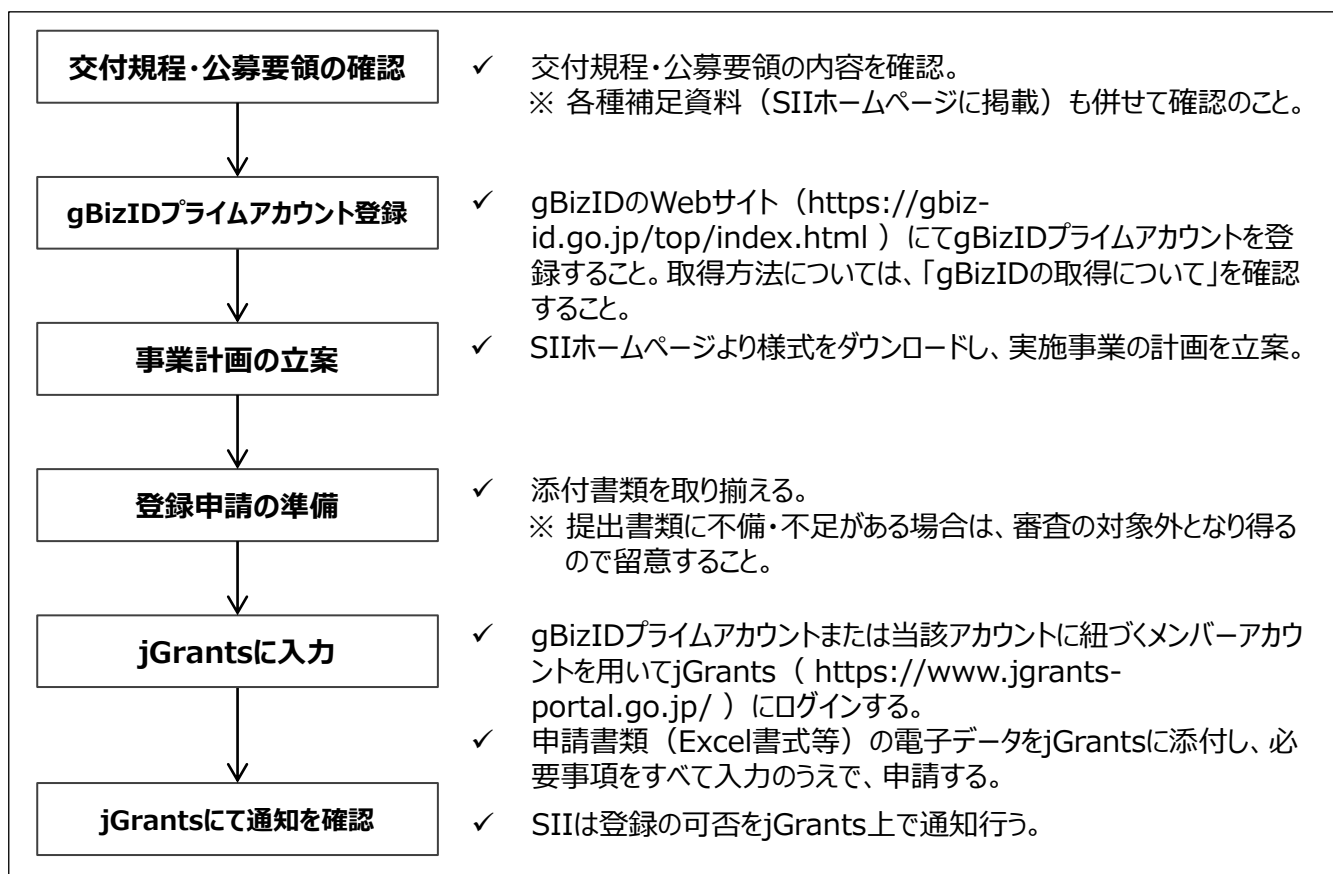 交付規程・公募要領の確認
✓ 交付規程・公募要領の内容を確認。
※ 各種補足資料（SIIホームページに掲載）も併せて確認のこと。
gBizIDプライムアカウント登録
✓ gBizIDのWebサイト（https://gbiz-
id.go.jp/top/index.html ）にてgBizIDプライムアカウントを登
録すること。取得方法については、「gBizIDの取得について」を確認
すること。
事業計画の立案
✓ SIIホームページより様式をダウンロードし、実施事業の計画を立案。
登録申請の準備
✓ 添付書類を取り揃える。
※ 提出書類に不備・不足がある場合は、審査の対象外となり得る
ので留意すること。
jGrantsに入力
✓ gBizIDプライムアカウントまたは当該アカウントに紐づくメンバーアカウ
ントを用いてjGrants（ https://www.jgrants-
portal.go.jp/ ）にログインする。
✓ 申請書類（Excel書式等）の電子データをjGrantsに添付し、必
要事項をすべて入力のうえで、申請する。
jGrantsにて通知を確認
✓ SIIは登録の可否をjGrants上で通知行う。